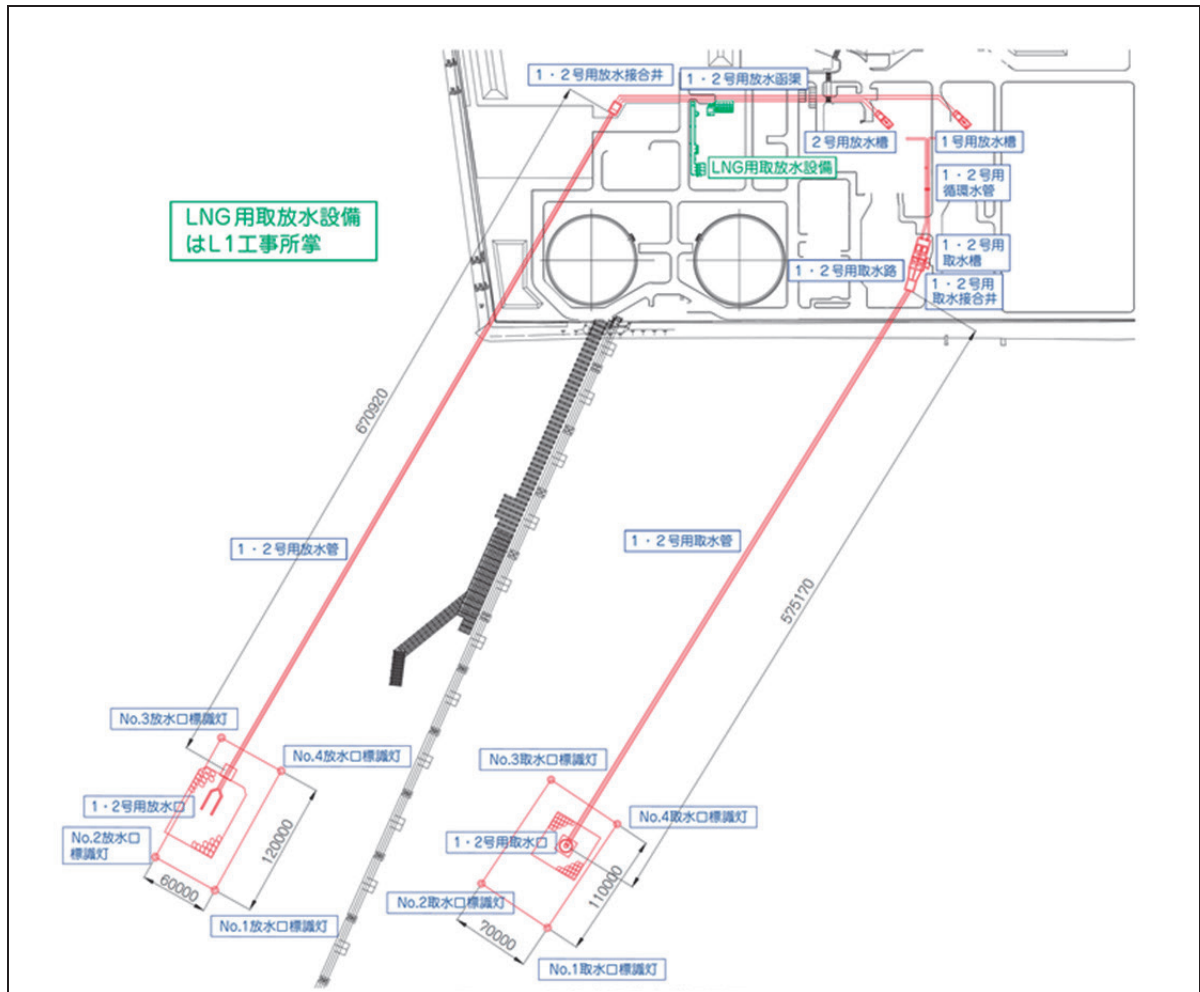 1・2号用放水接合井
1・2号用放水函渠
2号用放水槽
1号用放水槽
LNG用取放水設備
1・2号用
循環水管
LNG用取放水設備
はL1工事所掌
1・2号用
取水槽
1・2号用取水路
1・2号用
取水接合井
670920
1・2号用放水管
1・2号用取水管
575170
No.3放水口標識灯
No.4放水口標識灯
No.3取水口標識灯
1・2号用放水口
No.4取水口標識灯
No.2放水口
標識灯
1・2号用取水口
120000
110000
60000
No.2取水口標識灯
No.1放水口標識灯
70000
No.1取水口標識灯